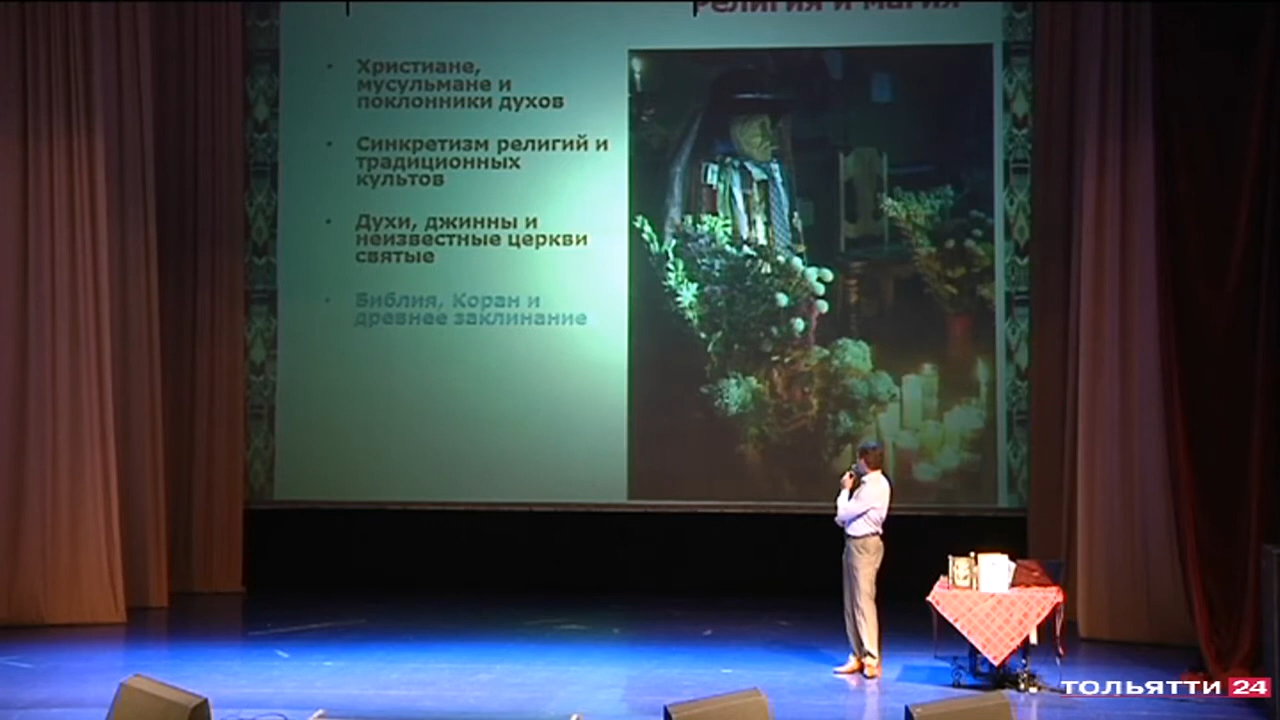 Религия и магия
• Христиане,
мусульмане и
поклонники духов
• Синкретизм религий и
традиционных
культов
• Духи, джинны и
неизвестные церкви
святые
• Библия, Коран и
древнее заклинание
ТОЛЬЯТТИ 24